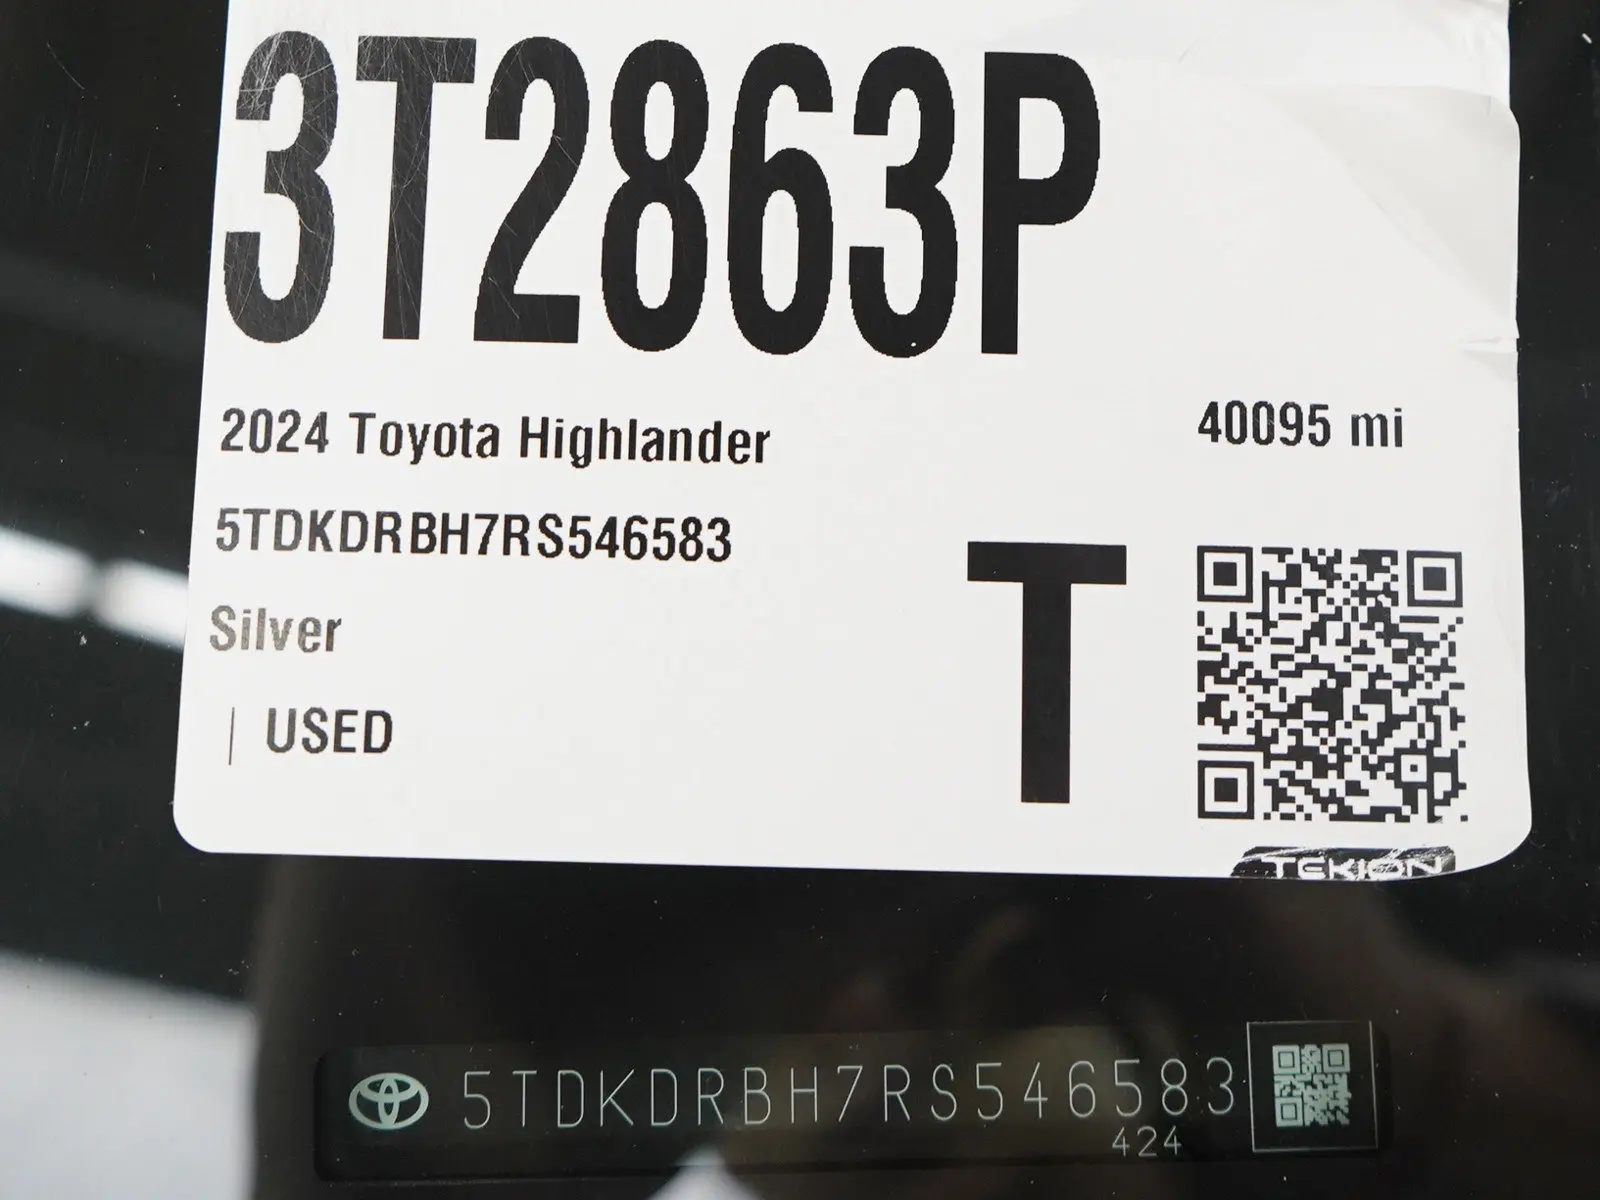 3T2863P
2024 Toyota Highlander
40095 mi
5TDKDRBH7RS546583
Silver
T
| USED
TEKION
5TDKDRBH7RS546583
424